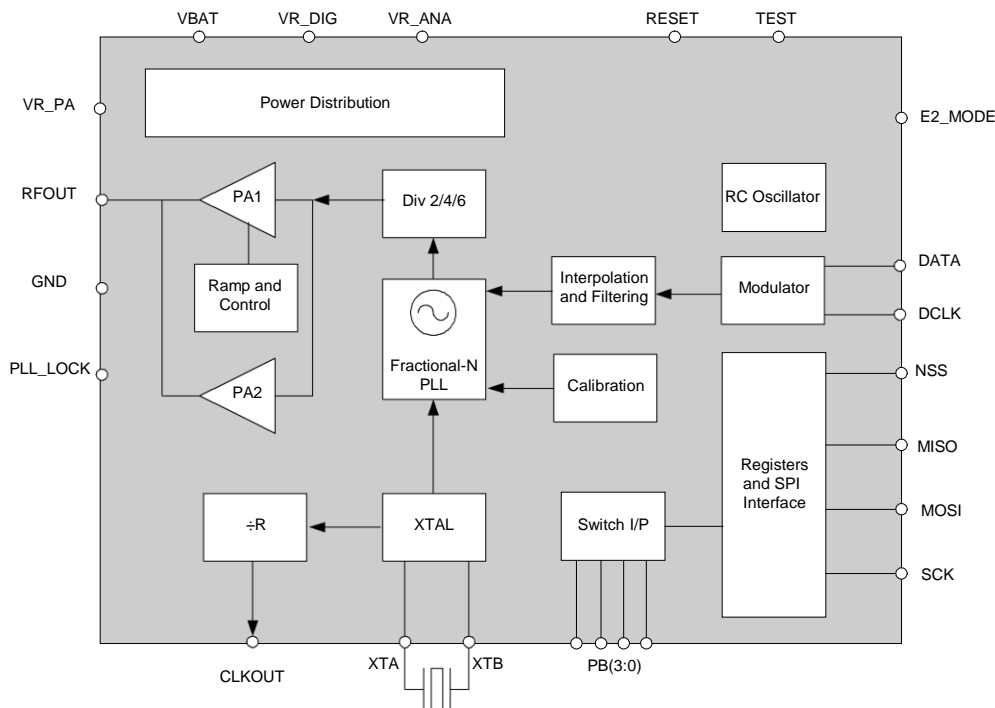 VBAT
VR_DIG
VR_ANA
RESET
TEST
VR_PA
Power Distribution
E2_MODE
RFOUT
PA1
Div 2/4/6
RC Oscillator
GND
Ramp and
Control
Interpolation
and Filtering
Modulator
DATA
DCLK
PLL_LOCK
PA2
Fractional-N
PLL
Calibration
NSS
MISO
Registers
and SPI
Interface
MOSI
SCK
÷R
XTAL
Switch I/P
CLKOUT
XTA
XTB
PB(3:0)